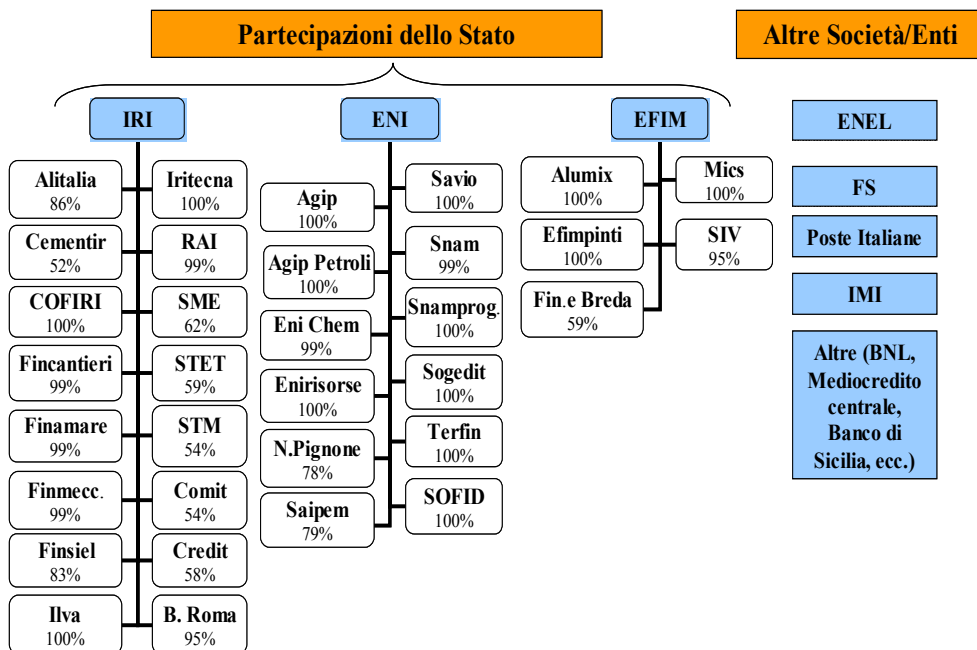 Partecipazioni dello Stato
Altre Società/Enti
IRI
Alitalia
86%
Iritecna
100%
Cementir
52%
RAI
99%
COFIRI
100%
SME
62%
Fincantieri
99%
STET
59%
Finamare
99%
STM
54%
Finmecc.
99%
Comit
54%
Finsiel
83%
Credit
58%
Ilva
100%
B. Roma
95%
ENI
Agip
100%
Savio
100%
Agip Petroli
100%
Snam
99%
Eni Chem
99%
Snamprog.
100%
Enirisorse
100%
Sogedit
100%
N.Pignone
78%
Terfin
100%
Saipem
79%
SOFID
100%
EFIM
Alumix
100%
Mics
100%
Efimpinti
100%
SIV
95%
Fin.e Breda
59%
ENEL
FS
Poste Italiane
IMI
Altre (BNL,
Mediocredito
centrale,
Banco di
Sicilia, ecc.)